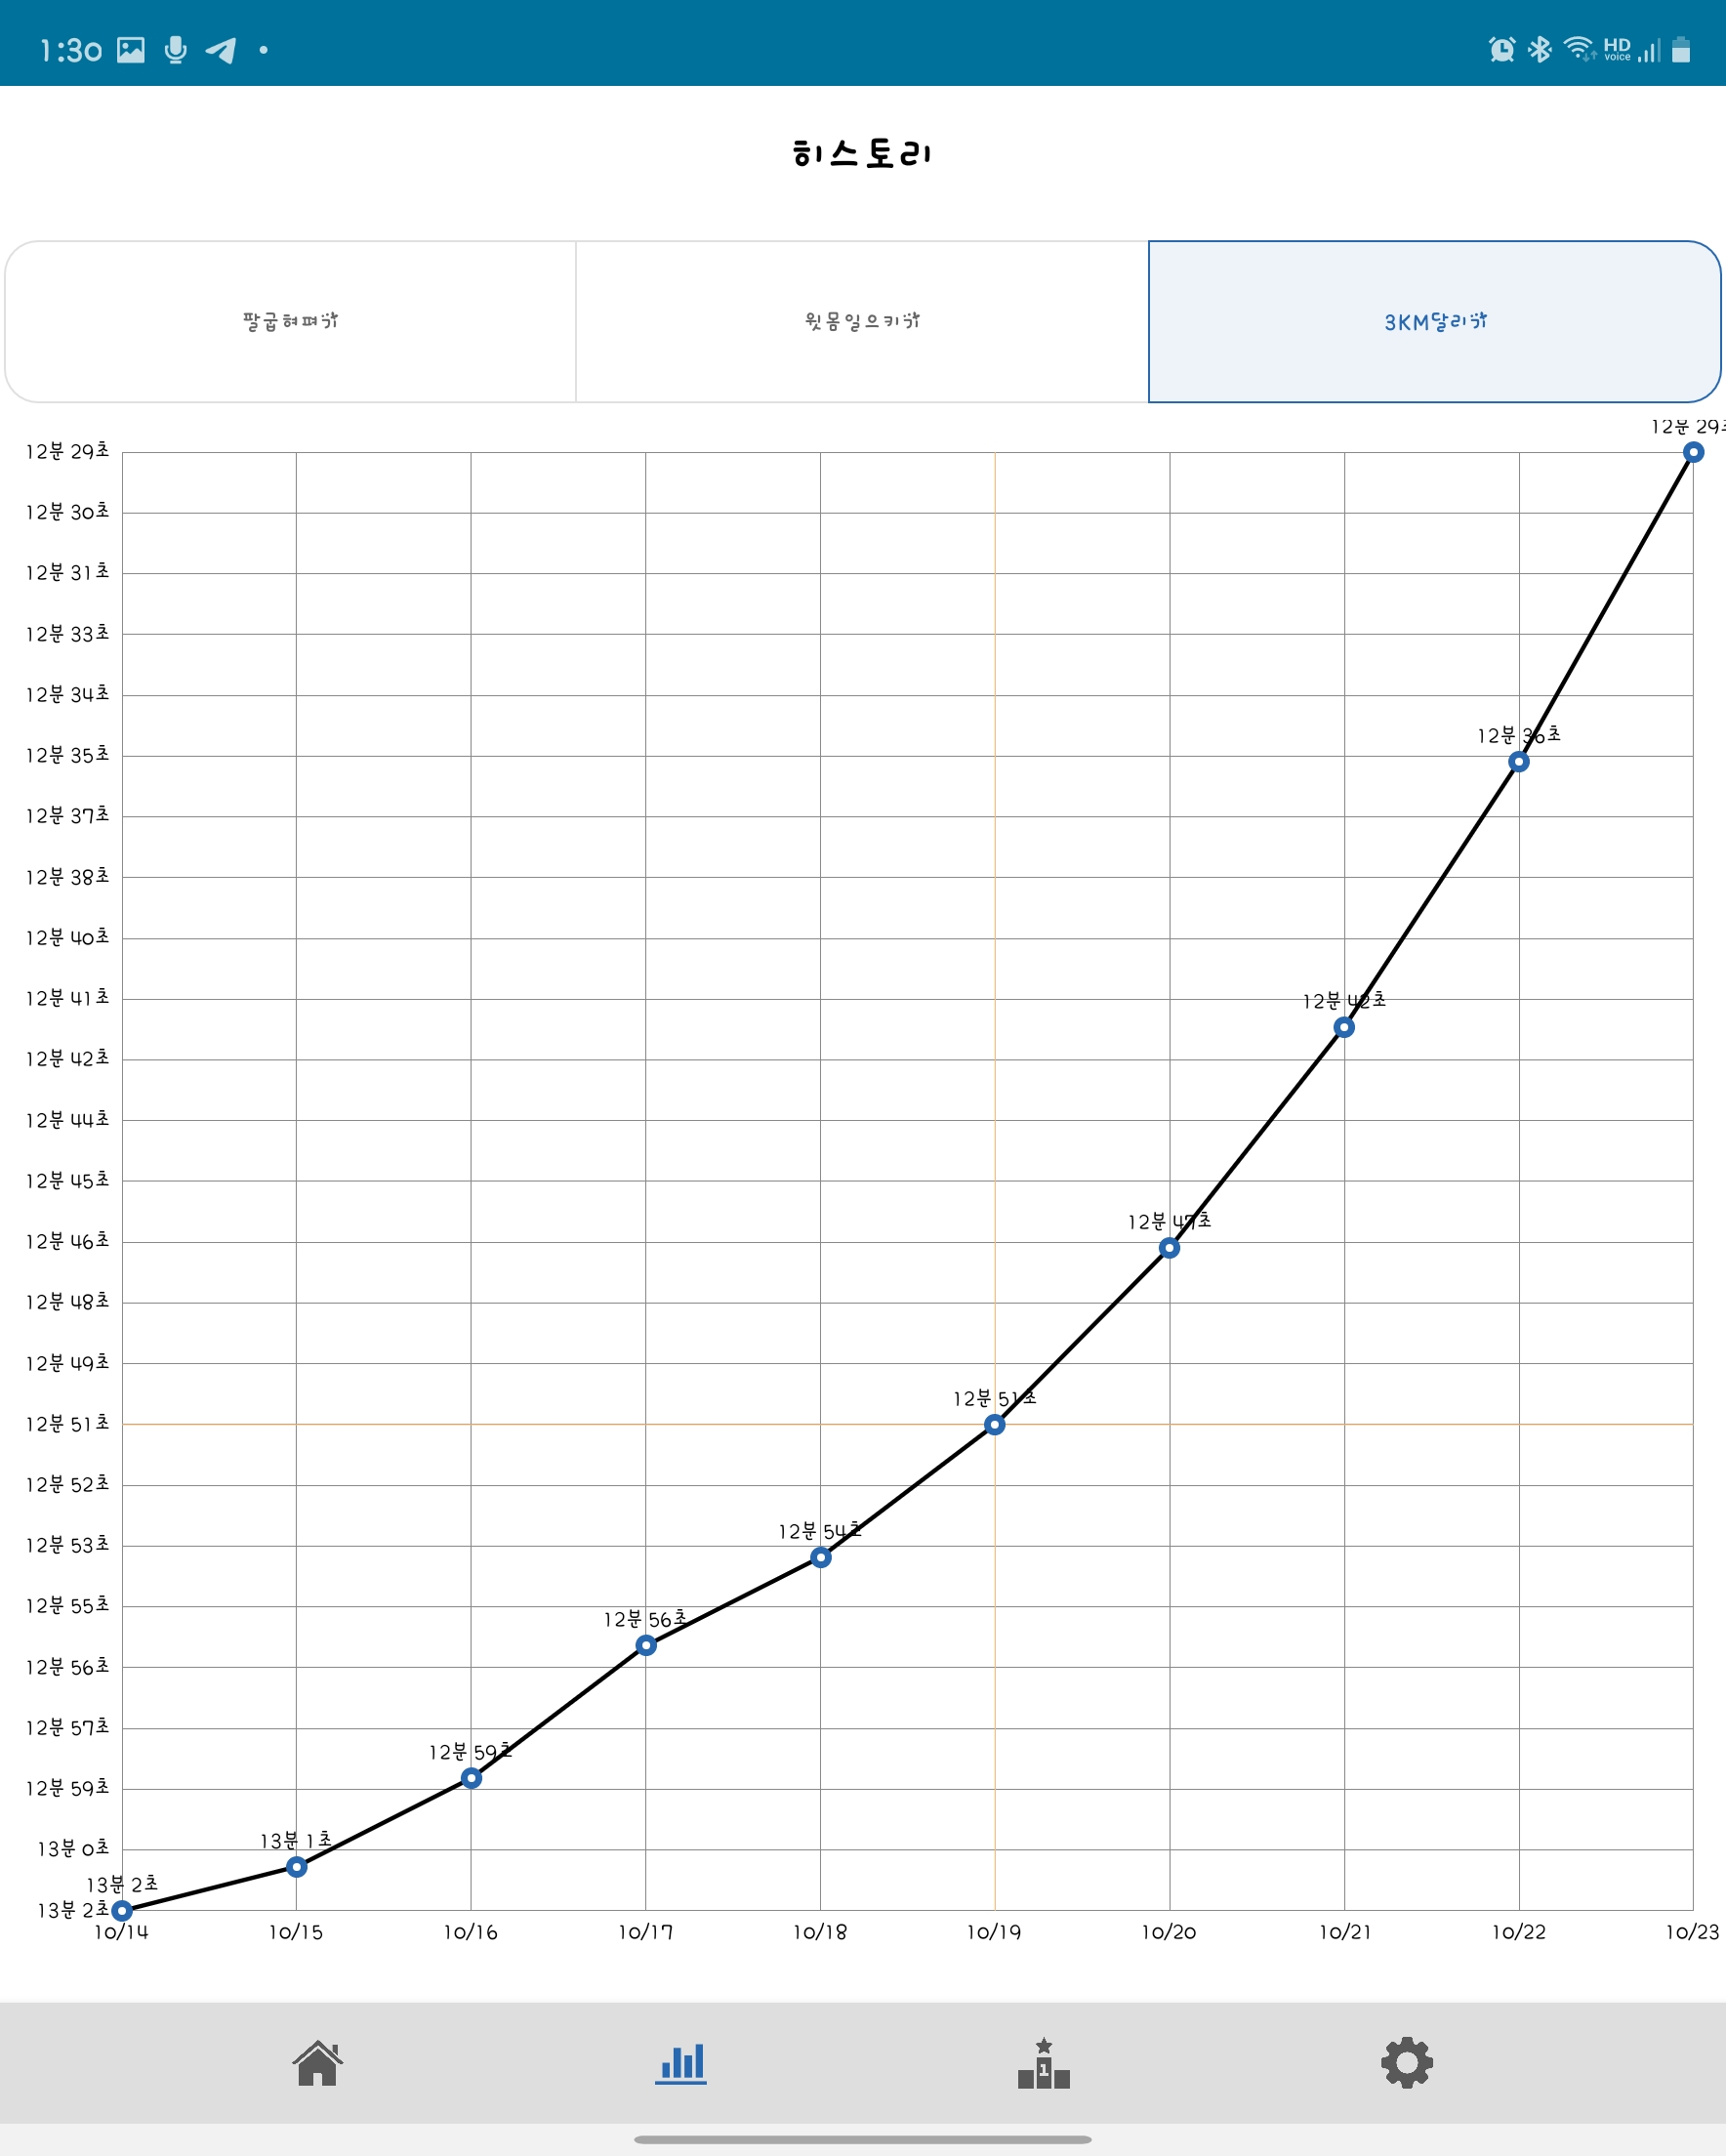 1:30
HD
voice
히스토리
팔굽혀펴기
윗몸일으키기
3KM달리기
12분 29초
12분 29초
12분 30초
12분 31초
12분 33초
12분 34초
12분 36초
12분 35초
12분 37초
12분 38초
12분 40초
12분 41초
12분 42초
12분 42초
12분 44초
12분 45초
12분 47초
12분 46초
12분 48초
12분 49초
12분 51초
12분 51초
12분 52초
12분 54초
12분 53초
12분 55초
12분 56초
12분 56초
12분 57초
12분 59초
12분 59초
13분 1초
13분 0초
13분 2초
13분 2초
10/14 10/15 10/16 10/17 10/18 10/19 10/20 10/21 10/22 10/23
1